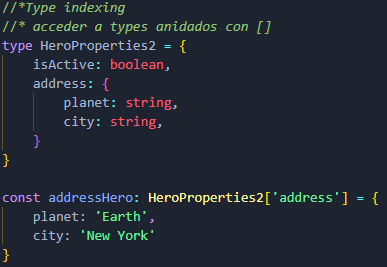 //*Type indexing
//* acceder a types anidados con []
type HeroProperties2 = {
    isActive: boolean,
    address: {
        planet: string,
        city: string,
    }
}

const addressHero: HeroProperties2['address'] = {
    planet: 'Earth',
    city: 'New York'
}